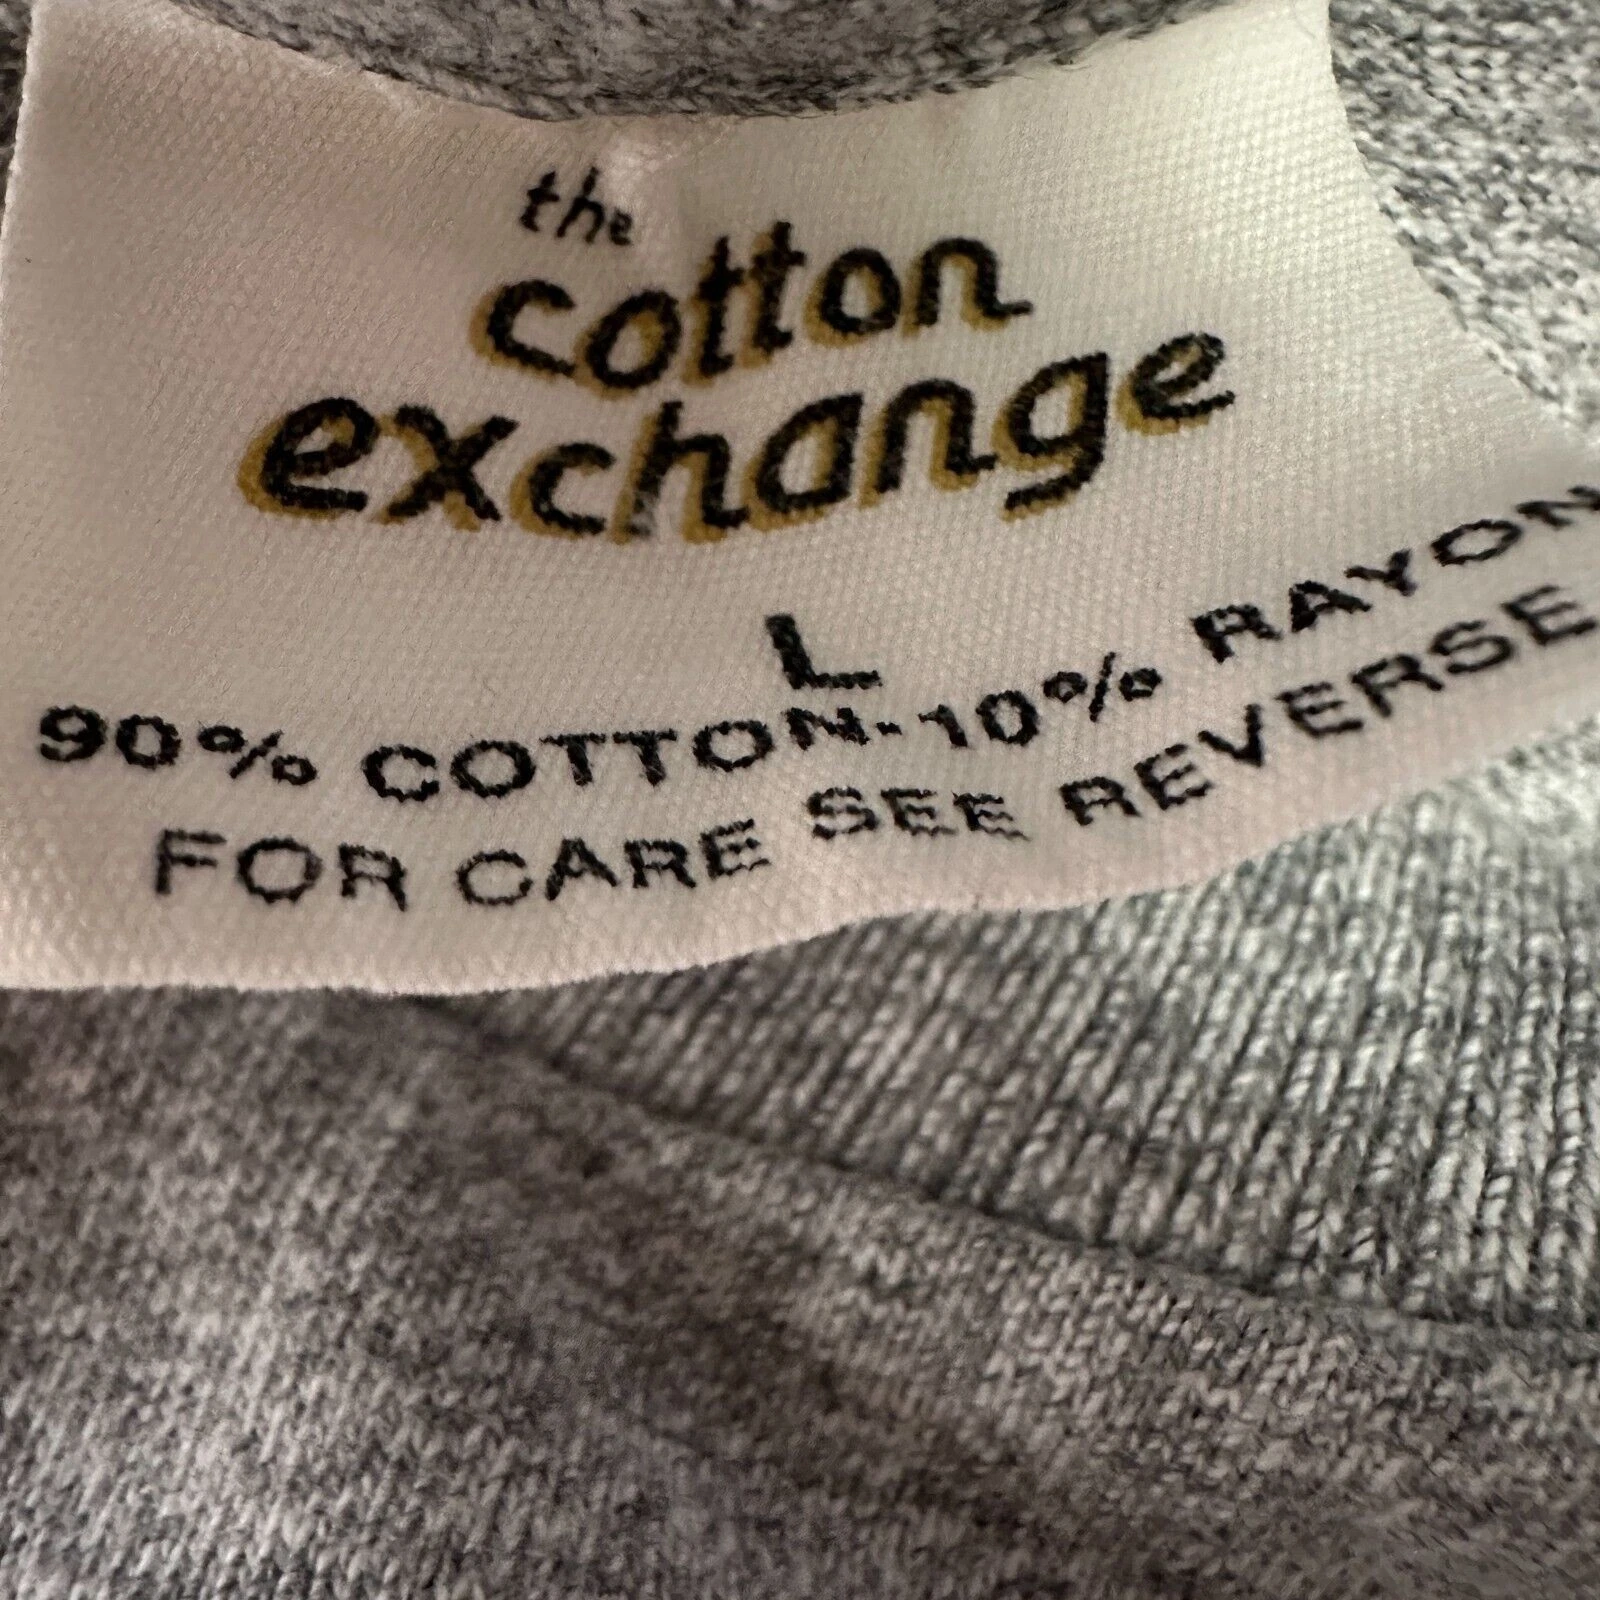 the
cotton
exchange
L
90% COTTON-10% RAYON
FOR CARE SEE REVERSE